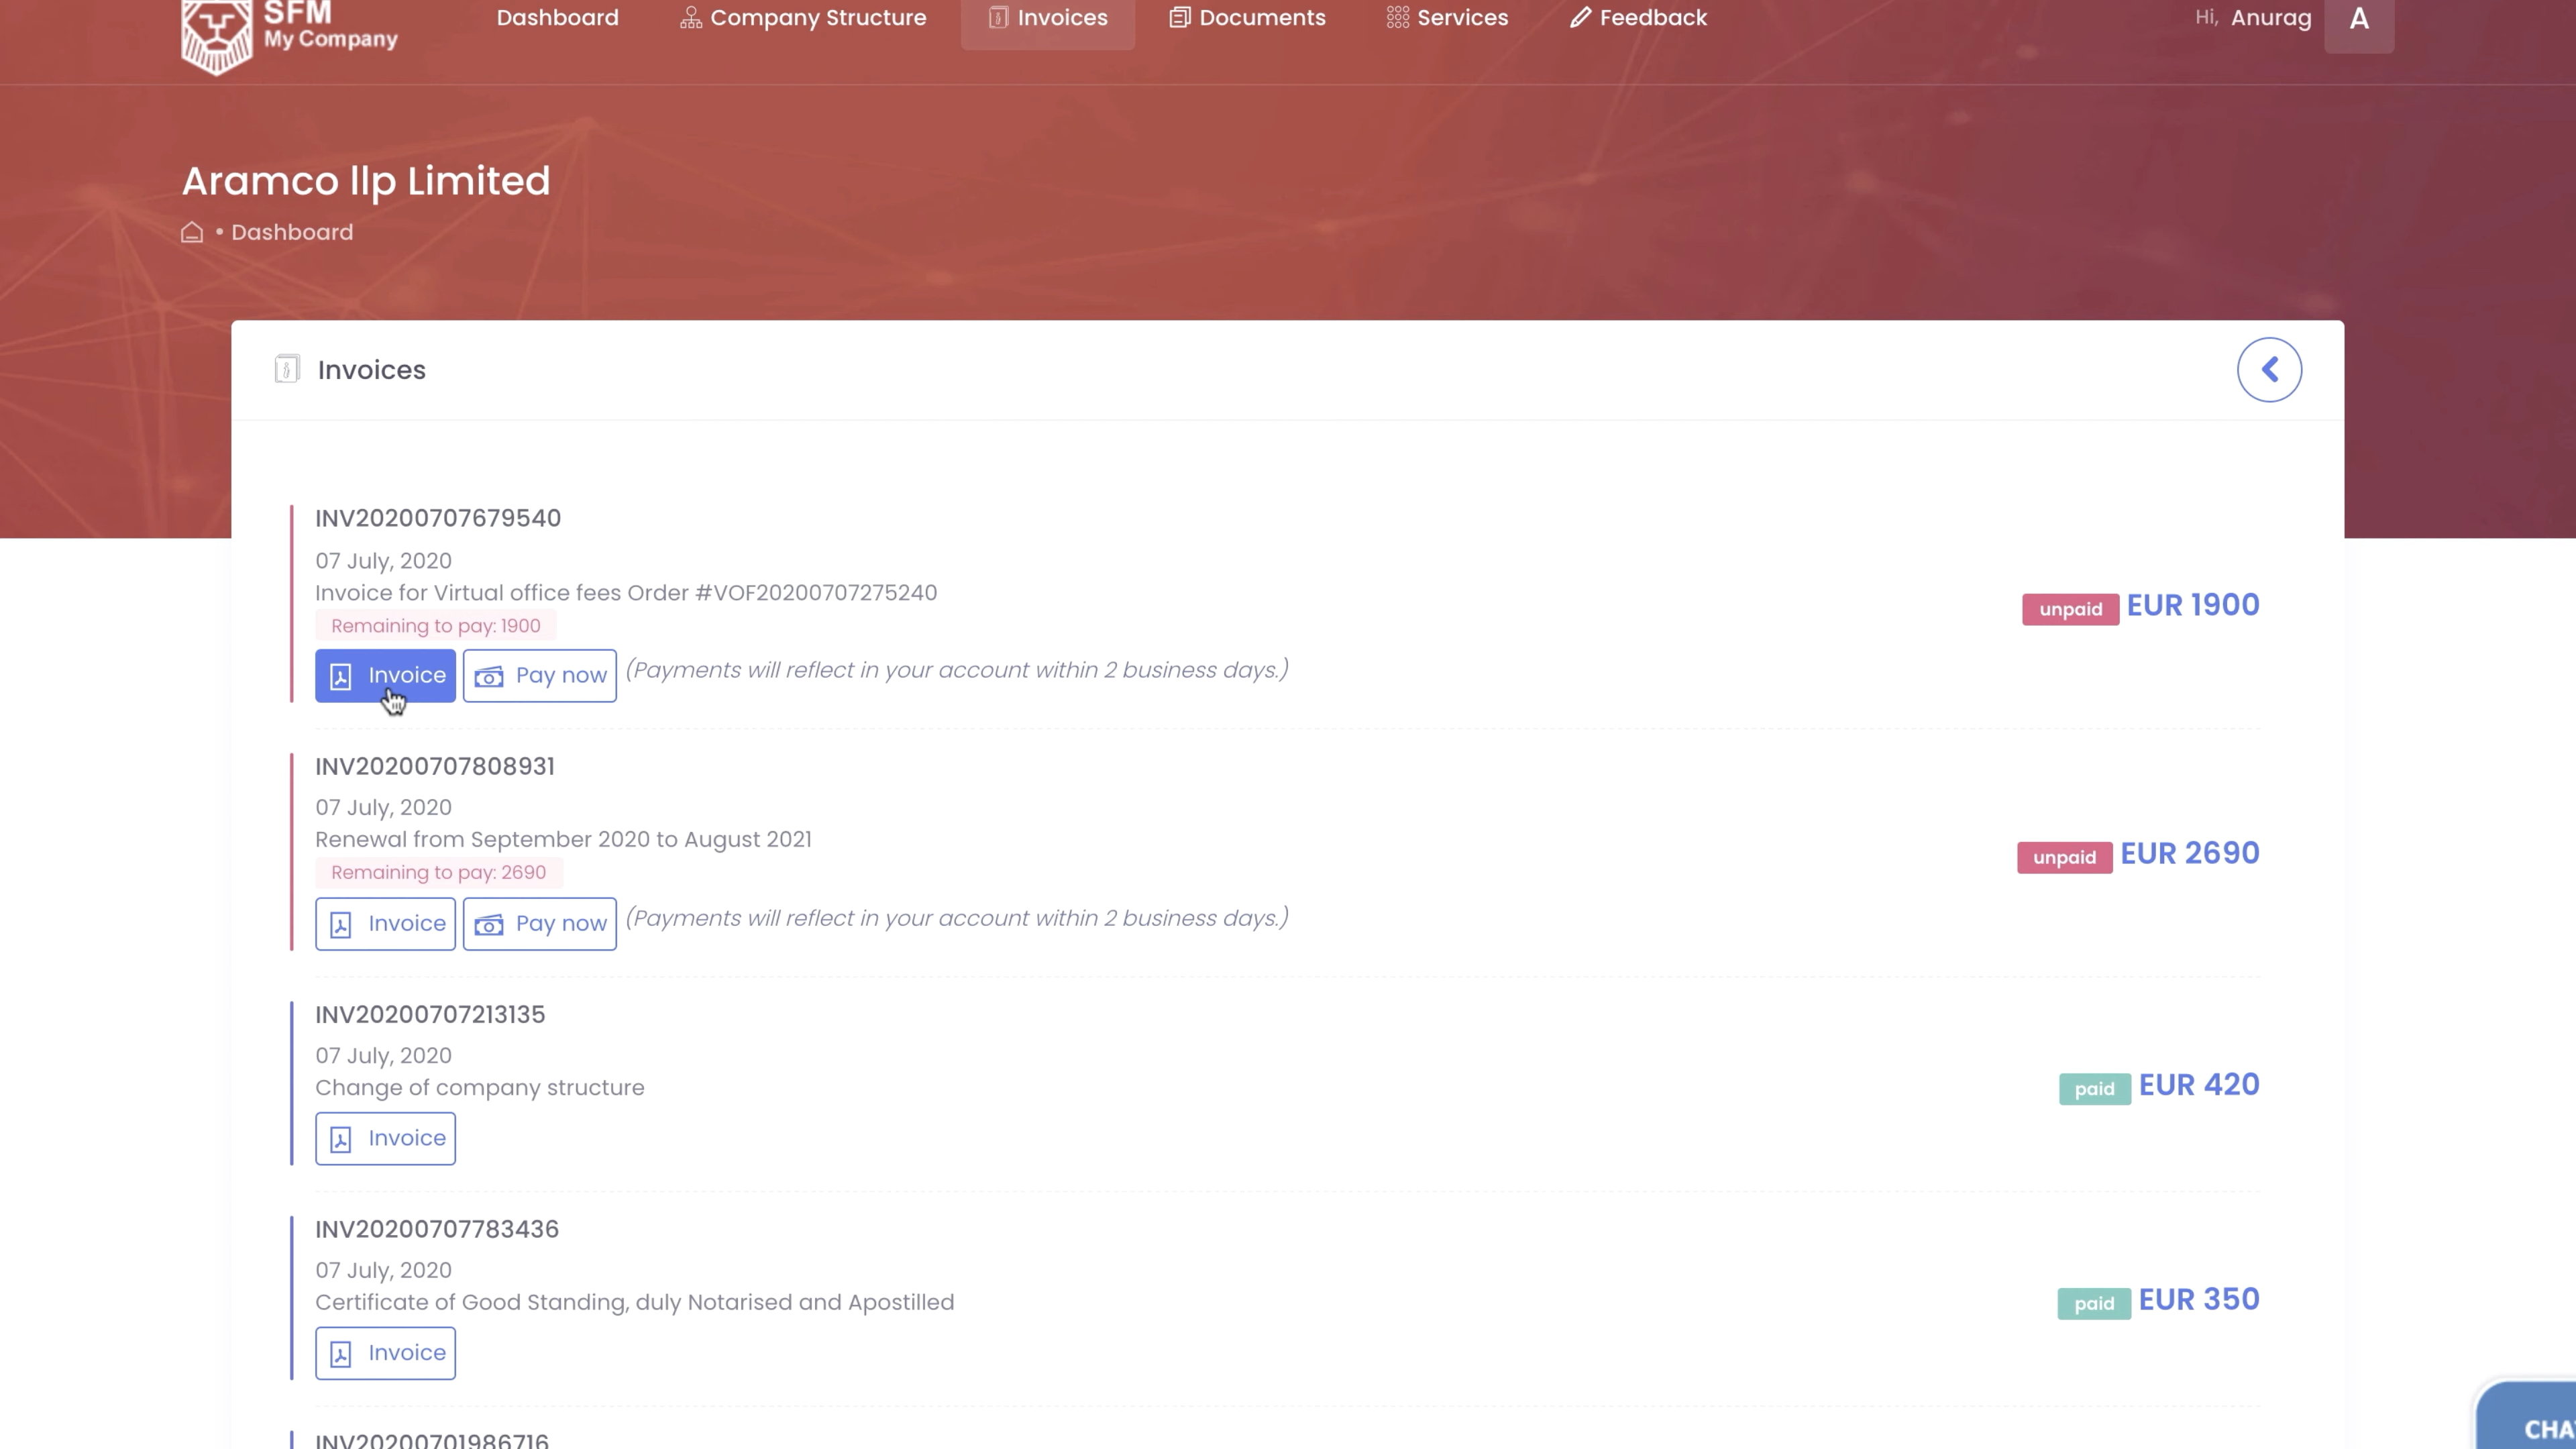 SFM
My Company
Dashboard
Company Structure
Invoices
Documents
Services
Feedback
Hi, Anurag
A
Aramco llp Limited
• Dashboard
Invoices
INV20200707679540
07 July, 2020
Invoice for Virtual office fees Order #VOF20200707275240
Remaining to pay: 1900
Invoice
Pay now
(Payments will reflect in your account within 2 business days.)
unpaid EUR 1900
INV20200707808931
07 July, 2020
Renewal from September 2020 to August 2021
Remaining to pay: 2690
Invoice
Pay now
(Payments will reflect in your account within 2 business days.)
unpaid EUR 2690
INV20200707213135
07 July, 2020
Change of company structure
Invoice
paid EUR 420
INV20200707783436
07 July, 2020
Certificate of Good Standing, duly Notarised and Apostilled
Invoice
paid EUR 350
INV20200701986716